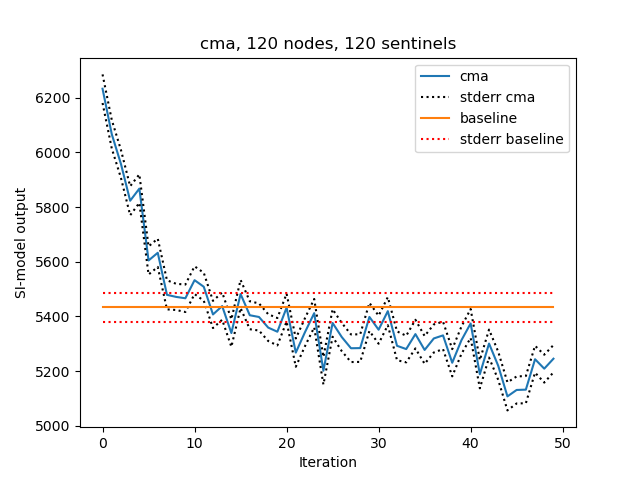 cma, 120 nodes, 120 sentinels
cma
stderr cma
baseline
stderr baseline
6200
6000
5800
5600
5400
5200
5000
SI-model output
0 10 20 30 40 50
Iteration